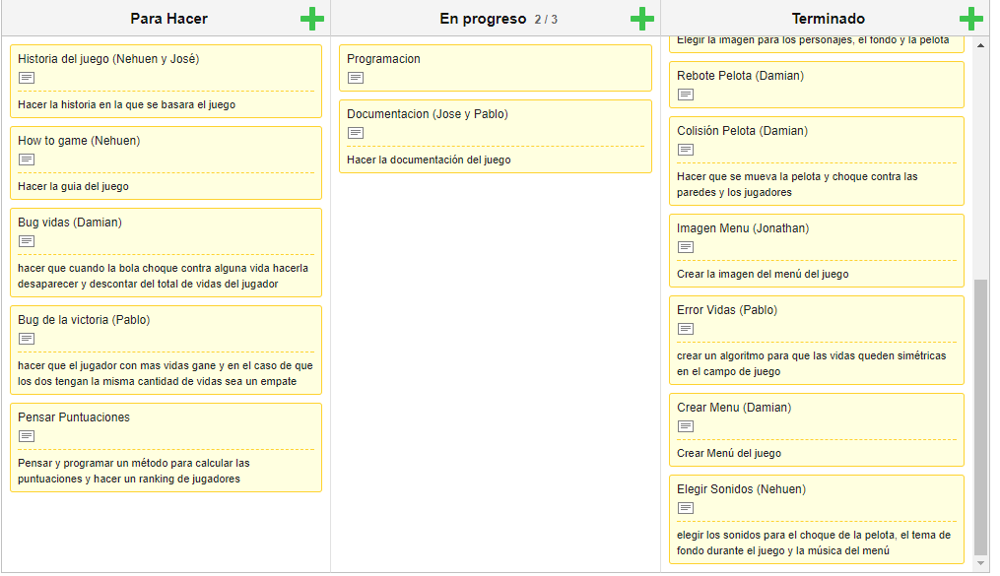 Para Hacer
Historia del juego (Nehuen y José)
Hacer la historia en la que se basara el juego
How to game (Nehuen)
Hacer la guia del juego
Bug vidas (Damian)
hacer que cuando la bola choque contra alguna vida hacerla
desaparecer y descontar del total de vidas del jugador
Bug de la victoria (Pablo)
hacer que el jugador con mas vidas gane y en el caso de que
los dos tengan la misma cantidad de vidas sea un empate
Pensar Puntuaciones
Pensar y programar un método para calcular las
puntuaciones y hacer un ranking de jugadores
En progreso 2 / 3
Programacion
Documentacion (Jose y Pablo)
Hacer la documentación del juego
Terminado
Elegir la imagen para los personajes, el fondo y la pelota
Rebote Pelota (Damian)
Colisión Pelota (Damian)
Hacer que se mueva la pelota y choque contra las
paredes y los jugadores
Imagen Menu (Jonathan)
Crear la imagen del menú del juego
Error Vidas (Pablo)
crear un algoritmo para que las vidas queden simétricas
en el campo de juego
Crear Menu (Damian)
Crear Menú del juego
Elegir Sonidos (Nehuen)
elegir los sonidos para el choque de la pelota, el tema de
fondo durante el juego y la música del menú